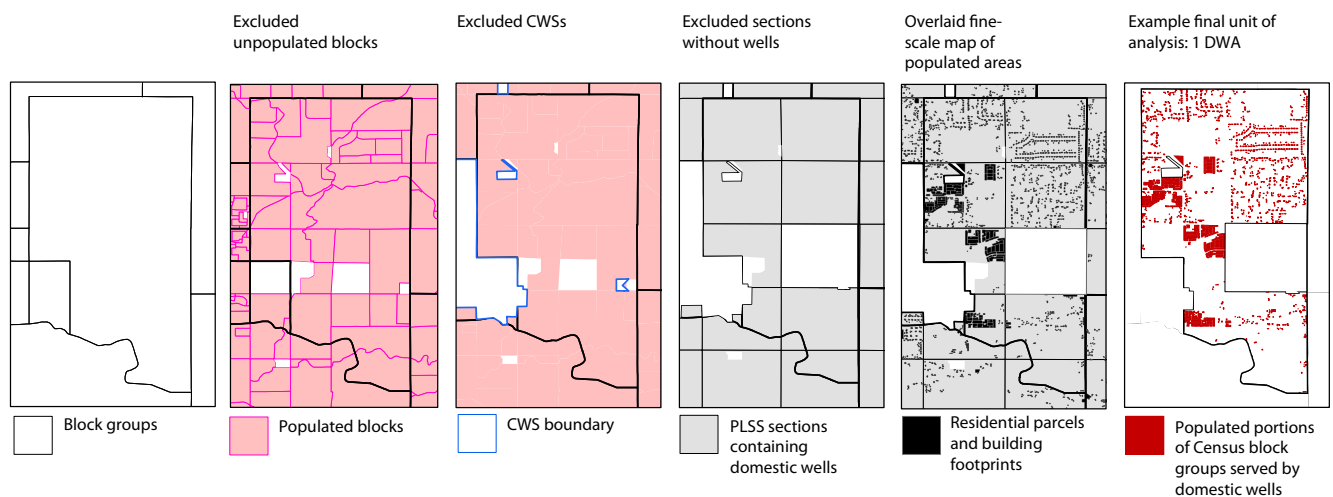 Excluded
unpopulated blocks
Excluded CWSs
Excluded sections
without wells
Overlaid fine-
scale map of
populated areas
Example final unit of
analysis: 1 DWA
Block groups
Populated blocks
CWS boundary
PLSS sections
containing
domestic wells
Residential parcels
and building
footprints
Populated portions
of Census block
groups served by
domestic wells